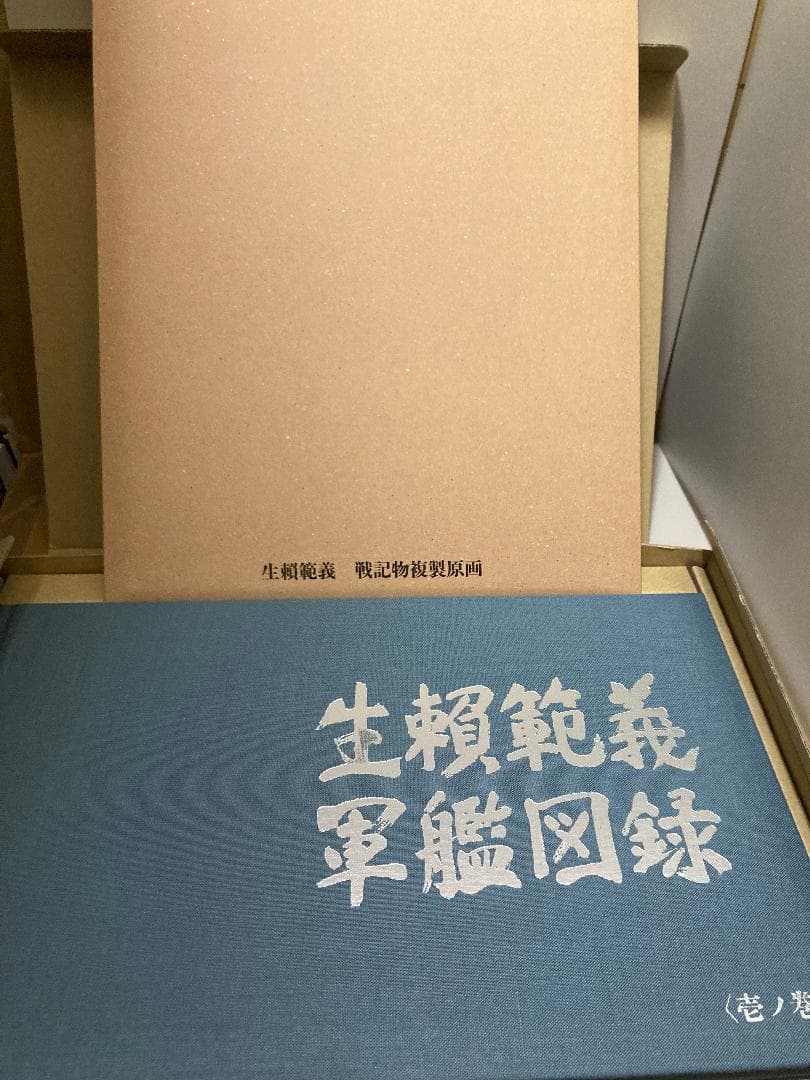 生賴範義　戦記物複製原画
生賴範義
軍艦図録
〈壱ノ巻